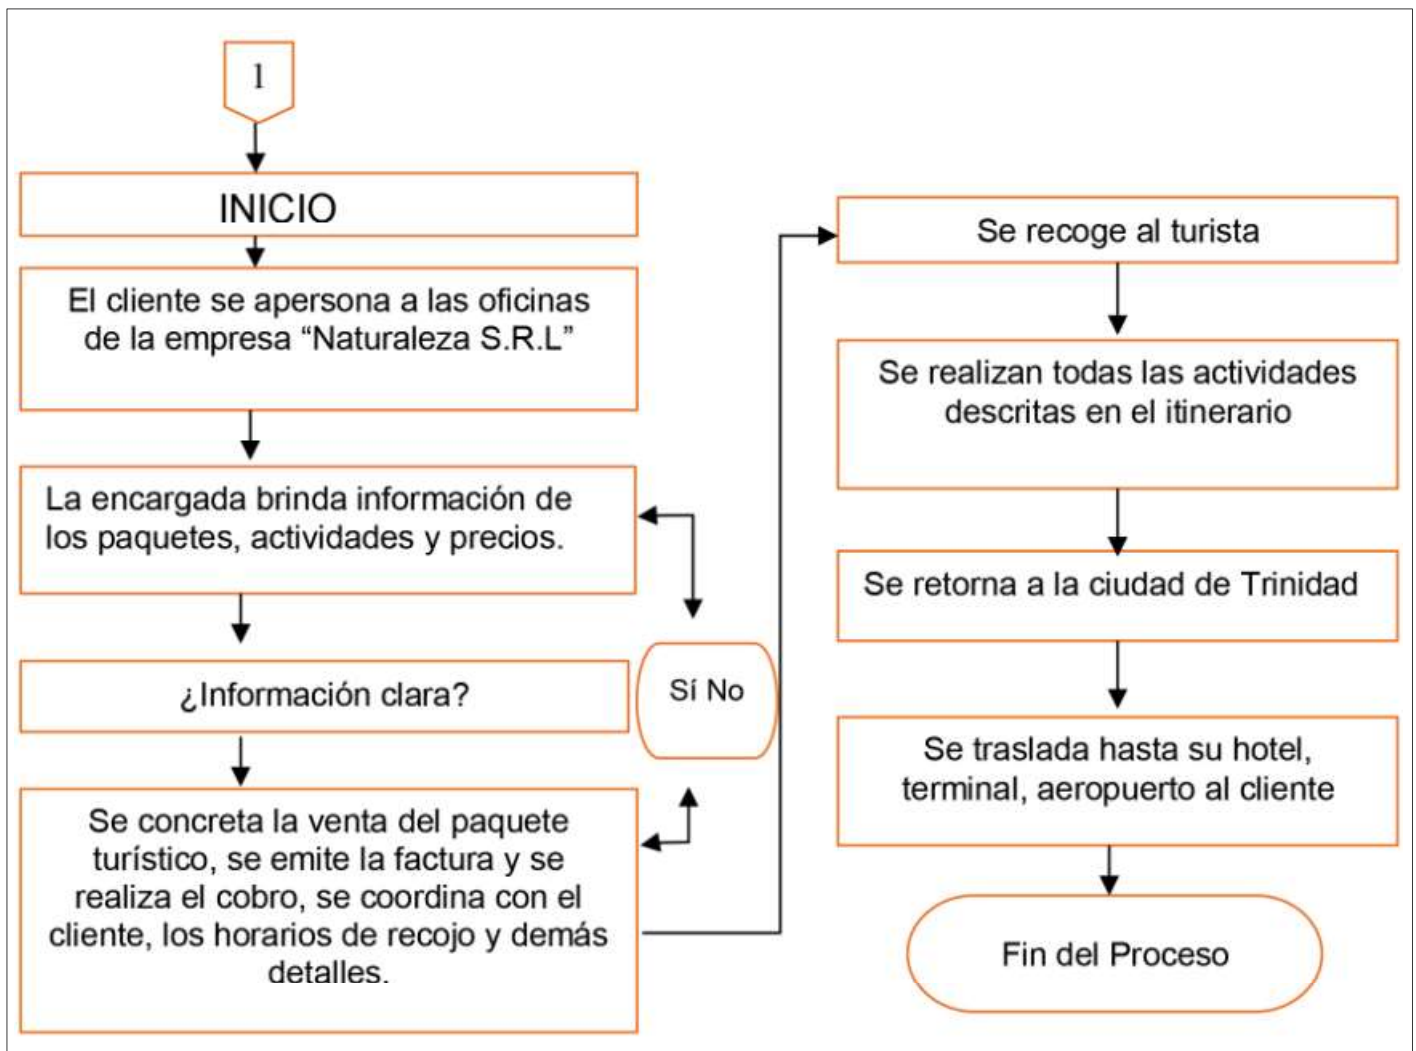 1
INICIO
El cliente se apersona a las oficinas
de la empresa “Naturaleza S.R.L”
La encargada brinda información de
los paquetes, actividades y precios.
¿Información clara?
Sí No
Se concreta la venta del paquete
turístico, se emite la factura y se
realiza el cobro, se coordina con el
cliente, los horarios de recojo y demás
detalles.
Se recoge al turista
Se realizan todas las actividades
descritas en el itinerario
Se retorna a la ciudad de Trinidad
Se traslada hasta su hotel,
terminal, aeropuerto al cliente
Fin del Proceso